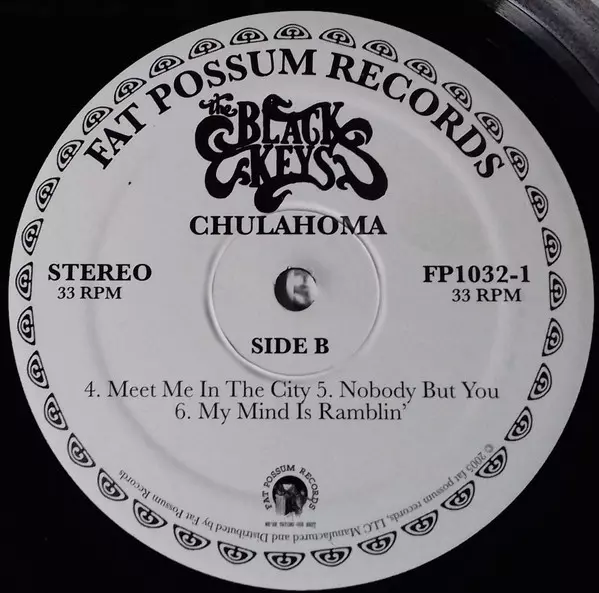 FAT POSSUM RECORDS
the
BLACK
KEYS
CHULAHOMA
STEREO
33 RPM
FP1032-1
33 RPM
SIDE B
4. Meet Me In The City 5. Nobody But You
6. My Mind Is Ramblin'
FAT POSSUM RECORDS
© 2005 fat possum records, LLC Manufactured and Distributed by Fat Possum Records